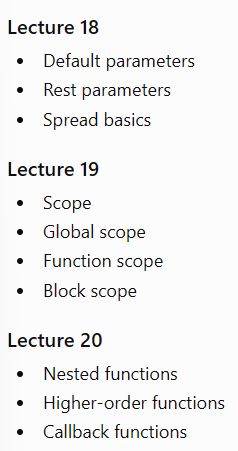 Lecture 18
• Default parameters
• Rest parameters
• Spread basics
Lecture 19
• Scope
• Global scope
• Function scope
• Block scope
Lecture 20
• Nested functions
• Higher-order functions
• Callback functions